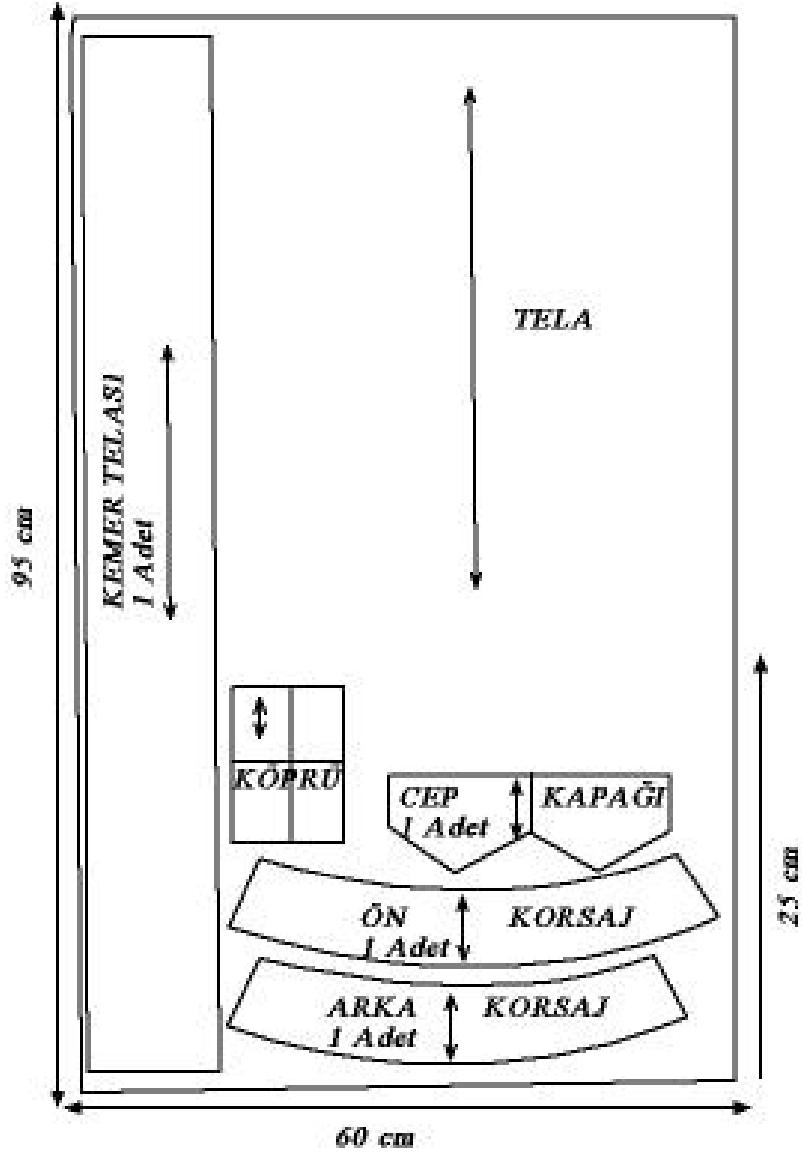 TELA
KEMER TELASI
1 Adet
95 cm
KÖPRÜ
CEP KAPAĞI
1 Adet
25 cm
ÖN KORSAJ
1 Adet
ARKA KORSAJ
1 Adet
60 cm